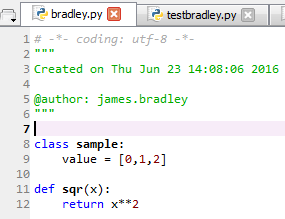 bradley.py testbradley.py
1 # -*- coding: utf-8 -*-
2 """
3 Created on Thu Jun 23 14:08:06 2016
4
5 @author: james.bradley
6 """
7
8 class sample:
9     value = [0,1,2]
10
11 def sqr(x):
12     return x**2